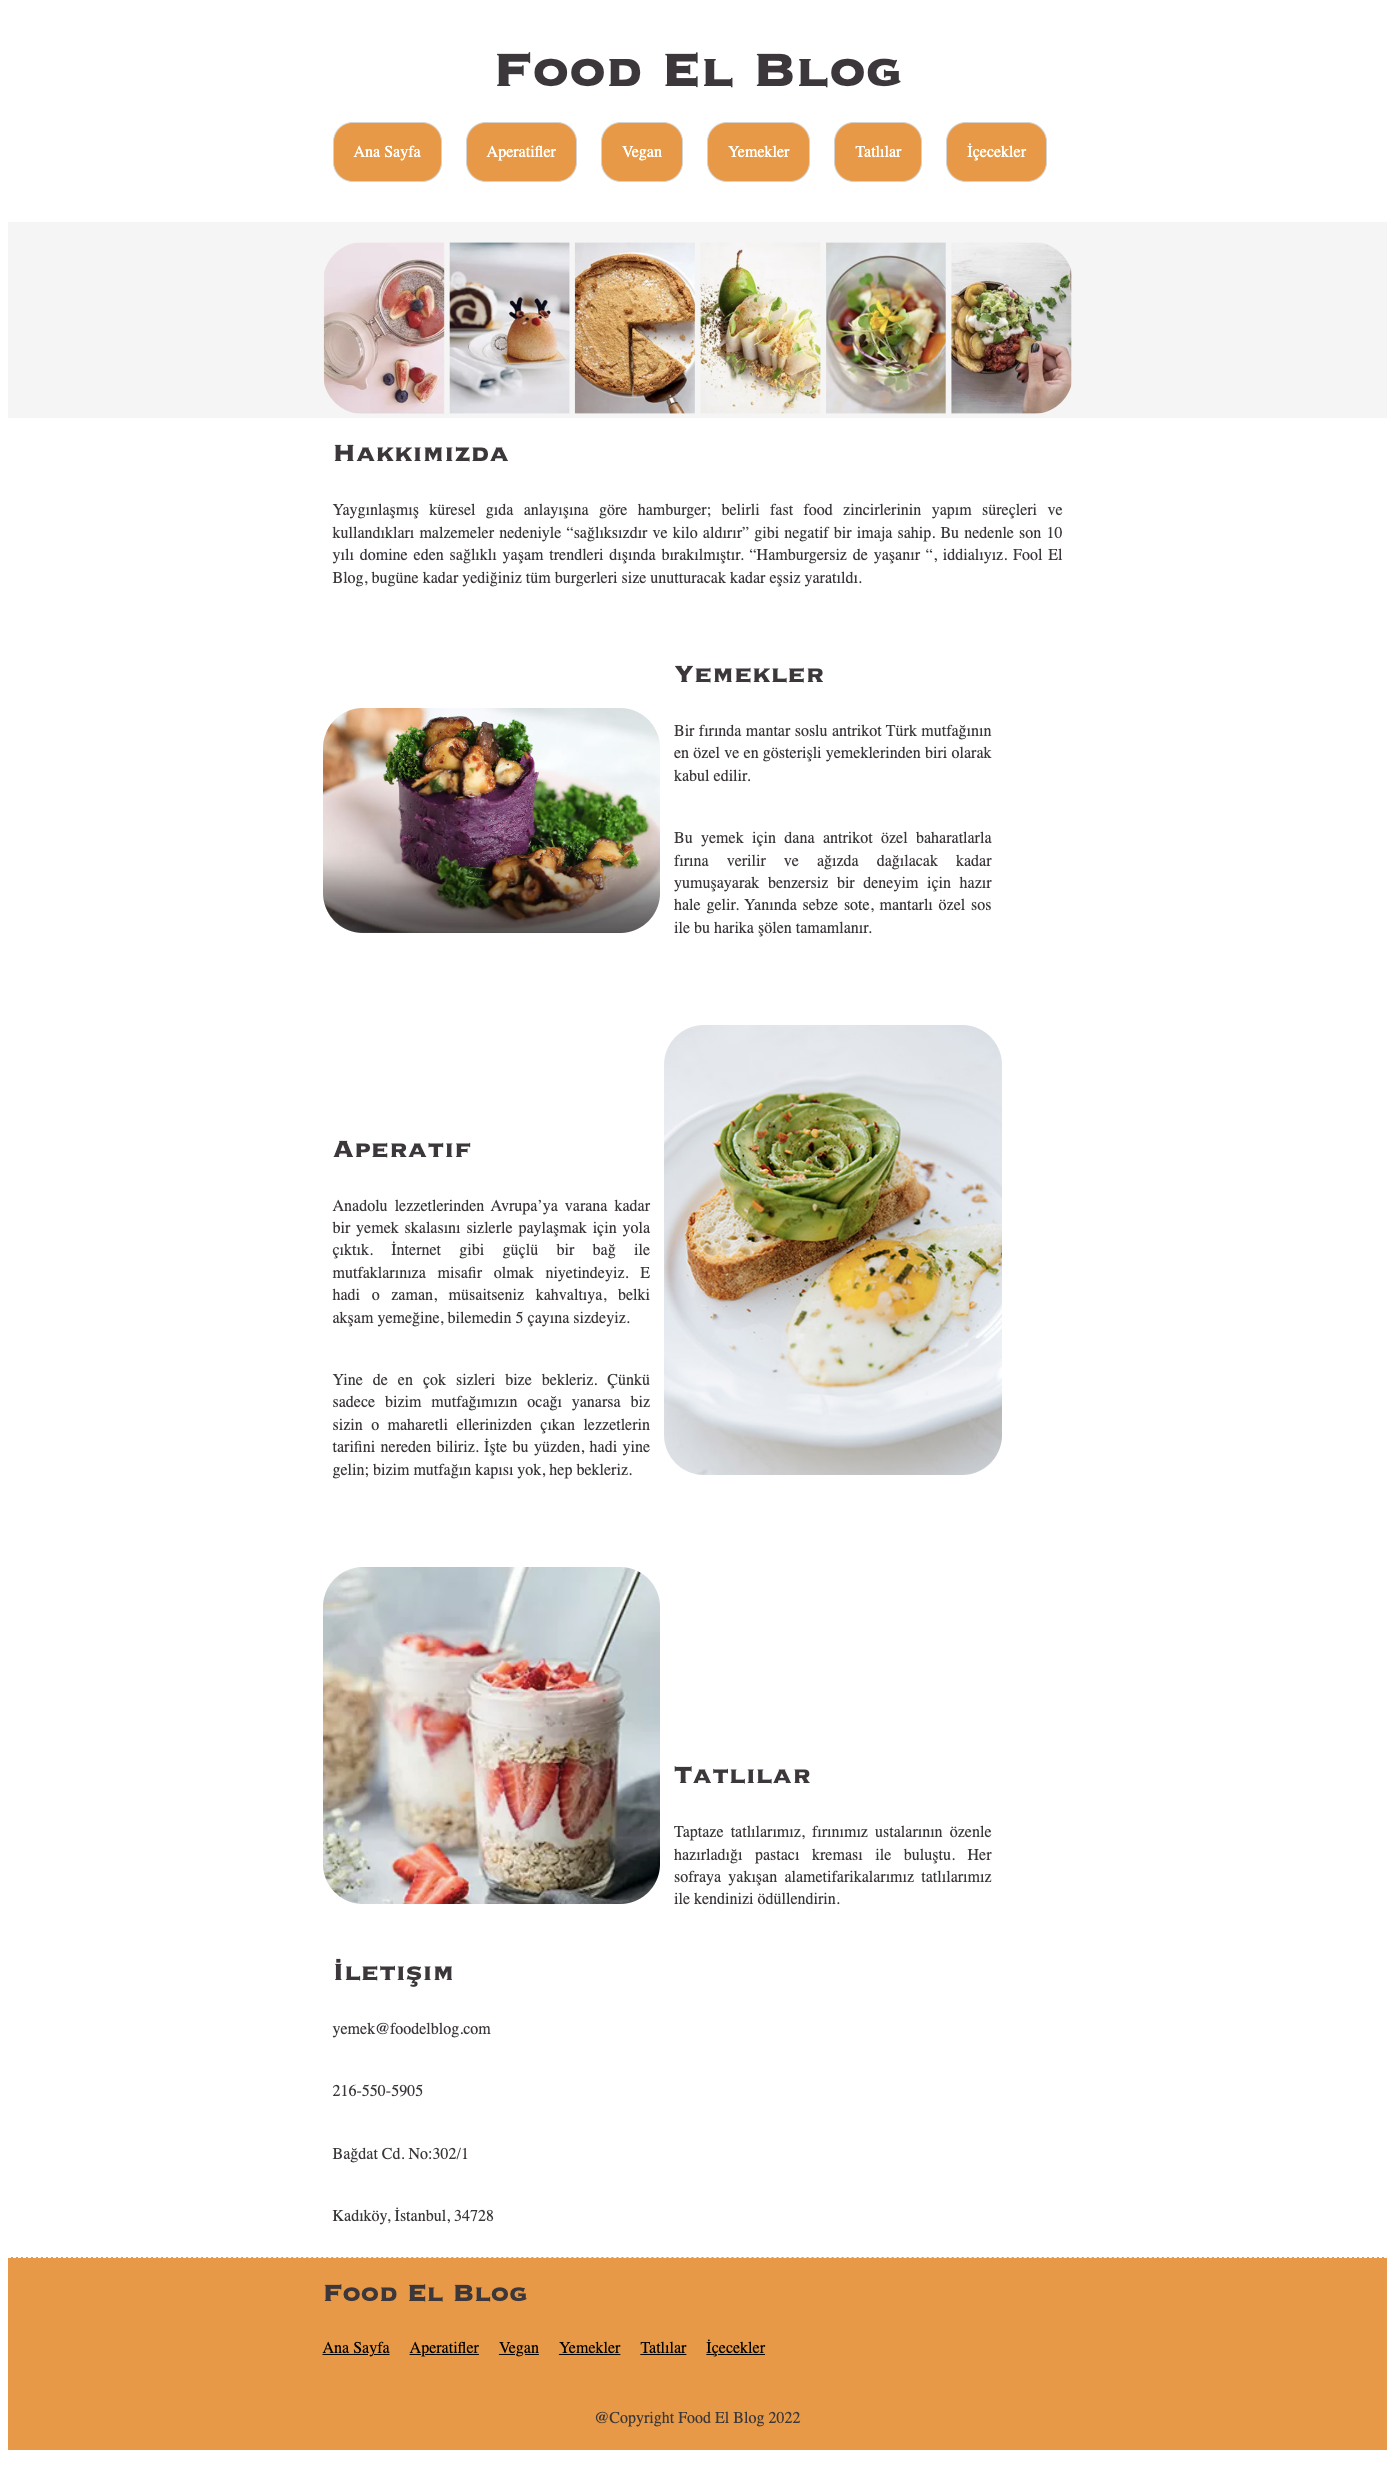 Food El Blog
Ana Sayfa
Aperatifler
Vegan
Yemekler
Tatlılar
İçecekler
Hakkımızda
Yaygınlaşmış küresel gıda anlayışına göre hamburger; belirli fast food zincirlerinin yapım süreçleri ve
kullandıkları malzemeler nedeniyle “sağlıksızdır ve kilo aldırır” gibi negatif bir imaja sahip. Bu nedenle son 10
yılı domine eden sağlıklı yaşam trendleri dışında bırakılmıştır. “Hamburgersiz de yaşanır “, iddialıyız. Fool El
Blog, bugüne kadar yediğiniz tüm burgerleri size unutturacak kadar eşsiz yaratıldı.
Yemekler
Bir fırında mantar soslu antrikot Türk mutfağının
en özel ve en gösterişli yemeklerinden biri olarak
kabul edilir.
Bu yemek için dana antrikot özel baharatlarla
fırına verilir ve ağızda dağılacak kadar
yumuşayarak benzersiz bir deneyim için hazır
hale gelir. Yanında sebze sote, mantarlı özel sos
ile bu harika şölen tamamlanır.
Aperatif
Anadolu lezzetlerinden Avrupa’ya varana kadar
bir yemek skalasını sizlerle paylaşmak için yola
çıktık. İnternet gibi güçlü bir bağ ile
mutfaklarınıza misafir olmak niyetindeyiz. E
hadi o zaman, müsaitseniz kahvaltıya, belki
akşam yemeğine, bilemedin 5 çayına sizdeyiz.
Yine de en çok sizleri bize bekleriz. Çünkü
sadece bizim mutfağımızın ocağı yanarsa biz
sizin o maharetli ellerinizden çıkan lezzetlerin
tarifini nereden biliriz. İşte bu yüzden, hadi yine
gelin; bizim mutfağın kapısı yok, hep bekleriz.
Tatlılar
Taptaze tatlılarımız, fırınımız ustalarının özenle
hazırladığı pastacı kreması ile buluştu. Her
sofraya yakışan alametifarikalarımız tatlılarımız
ile kendinizi ödüllendirin.
İletişim
yemek@foodelblog.com
216-550-5905
Bağdat Cd. No:302/1
Kadıköy, İstanbul, 34728
Food El Blog
Ana Sayfa Aperatifler Vegan Yemekler Tatlılar İçecekler
@Copyright Food El Blog 2022